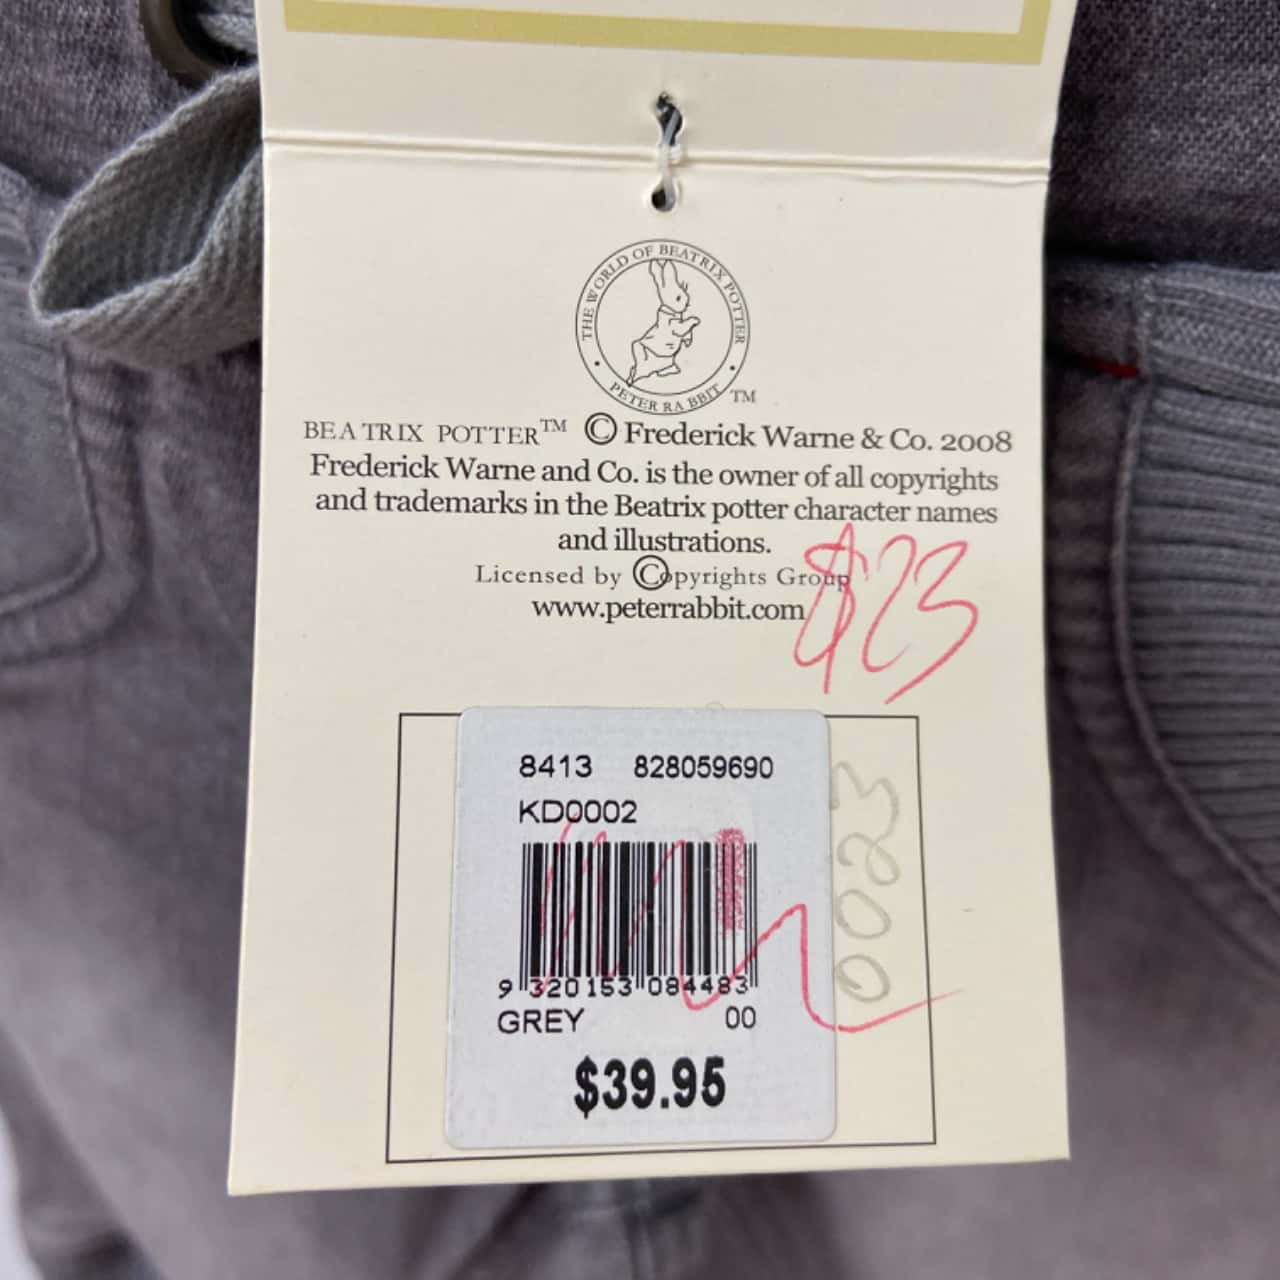 THE WORLD OF BEATRIX POTTER
PETER RABBIT TM
BEATRIX POTTER™ © Frederick Warne & Co. 2008
Frederick Warne and Co. is the owner of all copyrights
and trademarks in the Beatrix potter character names
and illustrations.
Licensed by ©opyrights Group
www.peterrabbit.com
$23
8413 828059690
KD0002
9 320153 084483
GREY 00
$39.95
0023